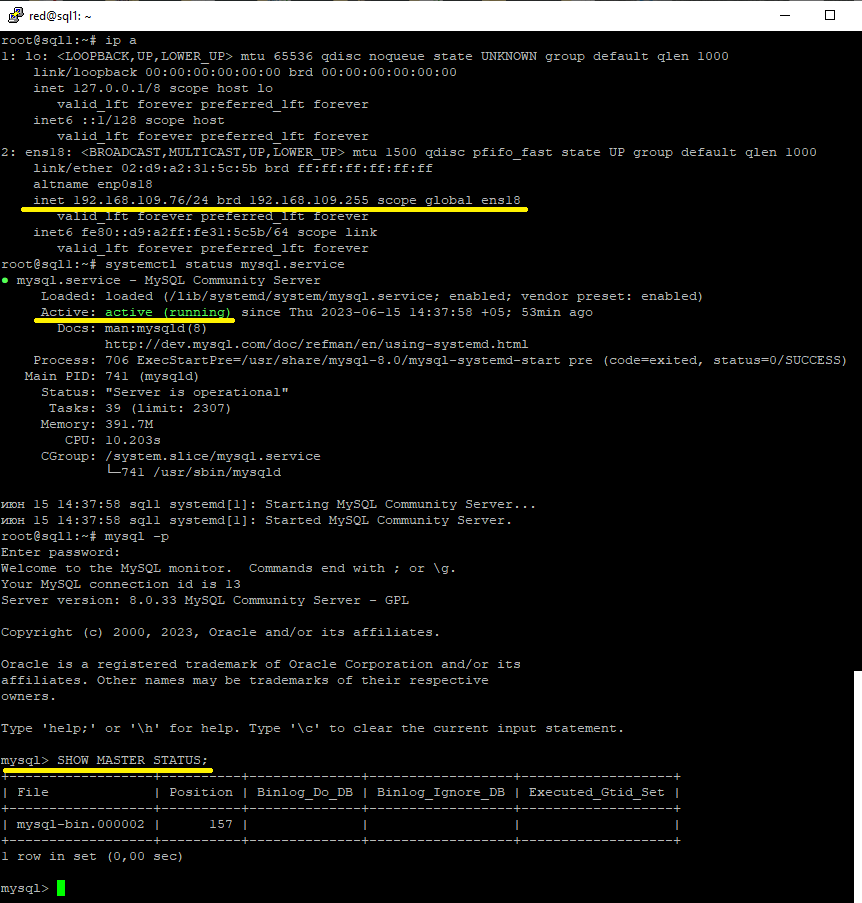 red@sql1: ~
root@sql1:~# ip a
1: lo: <LOOPBACK,UP,LOWER_UP> mtu 65536 qdisc noqueue state UNKNOWN group default qlen 1000
    link/loopback 00:00:00:00:00:00 brd 00:00:00:00:00:00
    inet 127.0.0.1/8 scope host lo
       valid_lft forever preferred_lft forever
    inet6 ::1/128 scope host
       valid_lft forever preferred_lft forever
2: ens18: <BROADCAST,MULTICAST,UP,LOWER_UP> mtu 1500 qdisc pfifo_fast state UP group default qlen 1000
    link/ether 02:d9:a2:31:5c:5b brd ff:ff:ff:ff:ff:ff
    altname enp0s18
    inet 192.168.109.76/24 brd 192.168.109.255 scope global ens18
       valid_lft forever preferred_lft forever
    inet6 fe80::d9:a2ff:fe31:5c5b/64 scope link
       valid_lft forever preferred_lft forever
root@sql1:~# systemctl status mysql.service
● mysql.service - MySQL Community Server
     Loaded: loaded (/lib/systemd/system/mysql.service; enabled; vendor preset: enabled)
     Active: active (running) since Thu 2023-06-15 14:37:58 +05; 53min ago
       Docs: man:mysqld(8)
             http://dev.mysql.com/doc/refman/en/using-systemd.html
    Process: 706 ExecStartPre=/usr/share/mysql-8.0/mysql-systemd-start pre (code=exited, status=0/SUCCESS)
   Main PID: 741 (mysqld)
     Status: "Server is operational"
      Tasks: 39 (limit: 2307)
     Memory: 391.7M
        CPU: 10.203s
     CGroup: /system.slice/mysql.service
             └─741 /usr/sbin/mysqld

июн 15 14:37:58 sql1 systemd[1]: Starting MySQL Community Server...
июн 15 14:37:58 sql1 systemd[1]: Started MySQL Community Server.
root@sql1:~# mysql -p
Enter password:
Welcome to the MySQL monitor.  Commands end with ; or \g.
Your MySQL connection id is 13
Server version: 8.0.33 MySQL Community Server - GPL

Copyright (c) 2000, 2023, Oracle and/or its affiliates.

Oracle is a registered trademark of Oracle Corporation and/or its
affiliates. Other names may be trademarks of their respective
owners.

Type 'help;' or '\h' for help. Type '\c' to clear the current input statement.

mysql> SHOW MASTER STATUS;
+------------------+----------+--------------+------------------+-------------------+
| File             | Position | Binlog_Do_DB | Binlog_Ignore_DB | Executed_Gtid_Set |
+------------------+----------+--------------+------------------+-------------------+
| mysql-bin.000002 |      157 |              |                  |                   |
+------------------+----------+--------------+------------------+-------------------+
1 row in set (0,00 sec)

mysql>